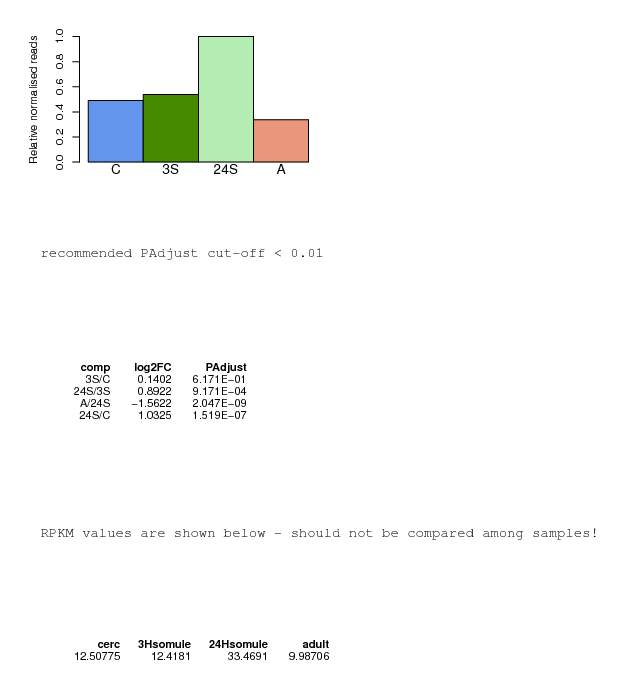 Relative normalised reads
1.0
0.8
0.6
0.4
0.2
0.0
C 3S 24S A
recommended PAdjust cut-off < 0.01
comp log2FC PAdjust
3S/C 0.1402 6.171E-01
24S/3S 0.8922 9.171E-04
A/24S -1.5622 2.047E-09
24S/C 1.0325 1.519E-07
RPKM values are shown below - should not be compared among samples!
cerc 3Hsomule 24Hsomule adult
12.50775 12.4181 33.4691 9.98706